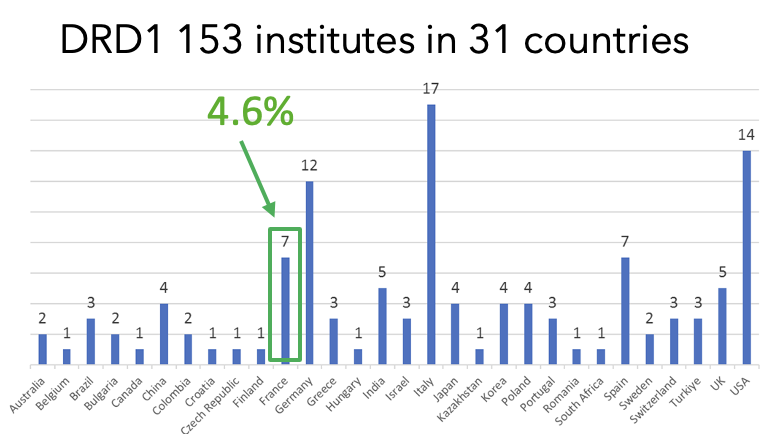 DRD1 153 institutes in 31 countries
4.6%
2
1
3
2
1
4
2
1
1
1
7
12
3
1
5
3
17
4
1
4
4
3
1
1
7
2
3
3
5
14
Australia
Belgium
Brazil
Bulgaria
Canada
China
Colombia
Croatia
Czech Republic
Finland
France
Germany
Greece
Hungary
India
Israel
Italy
Japan
Kazakhstan
Korea
Poland
Portugal
Romania
South Africa
Spain
Sweden
Switzerland
Turkiye
UK
USA